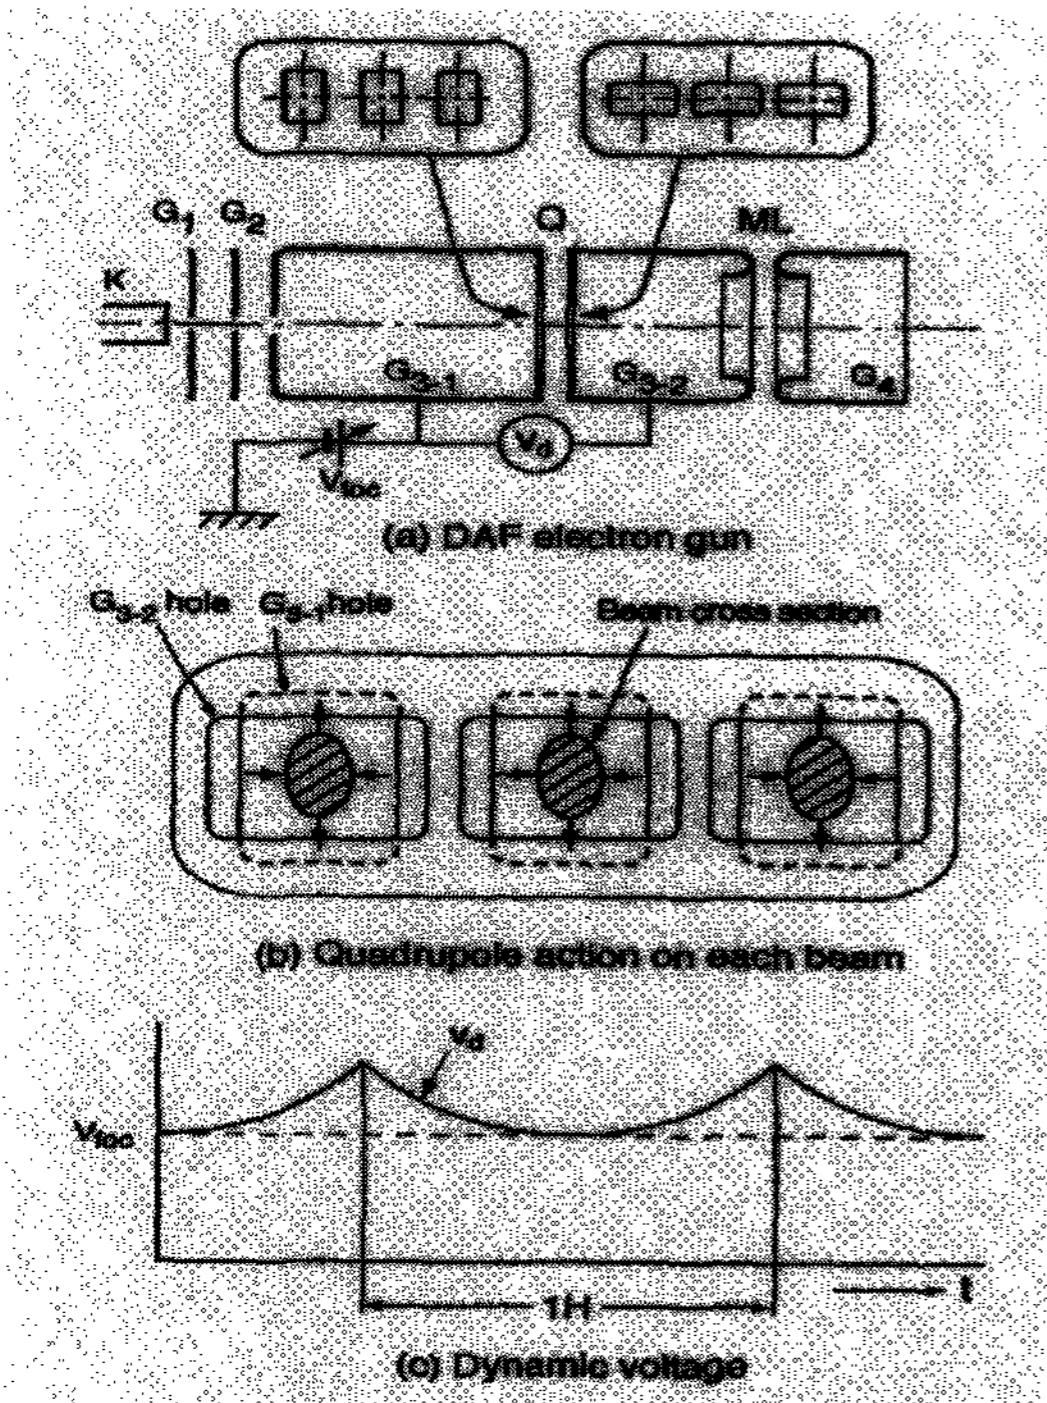 G1 G2 Q ML
K
G3-1 G3-2 G4
Vd
Vfoc
(a) DAF electron gun
G3-2 hole G3-1 hole Beam cross section
(b) Quadrupole action on each beam
Vd
Vfoc
t
1H
(c) Dynamic voltage